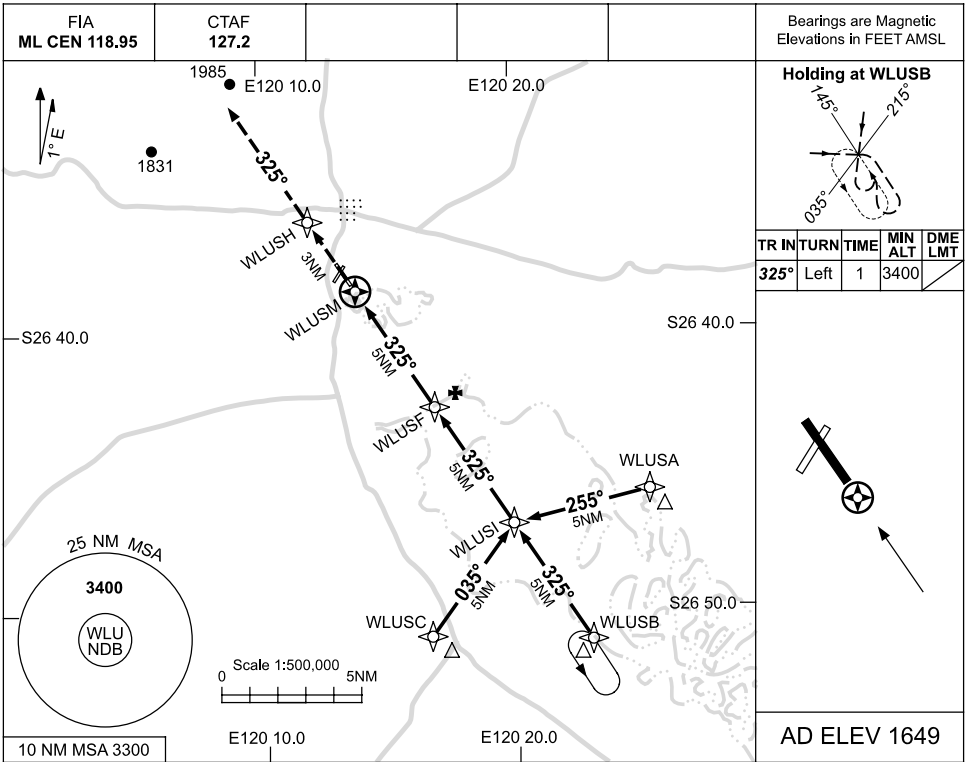 FIA
ML CEN 118.95
CTAF
127.2
Bearings are Magnetic
Elevations in FEET AMSL
1985
E120 10.0
E120 20.0
1° E
1831
325°
WLUSH
3NM
WLUSM
S26 40.0
S26 40.0
325°
5NM
WLUSF
325°
5NM
WLUSA
255°
5NM
WLUSI
035°
5NM
325°
5NM
S26 50.0
WLUSC
WLUSB
25 NM MSA
3400
WLU
NDB
Scale 1:500,000
0
5NM
E120 10.0
E120 20.0
10 NM MSA 3300
Holding at WLUSB
145°
215°
035°
TR IN TURN TIME MIN ALT DME LMT
325° Left 1 3400
AD ELEV 1649